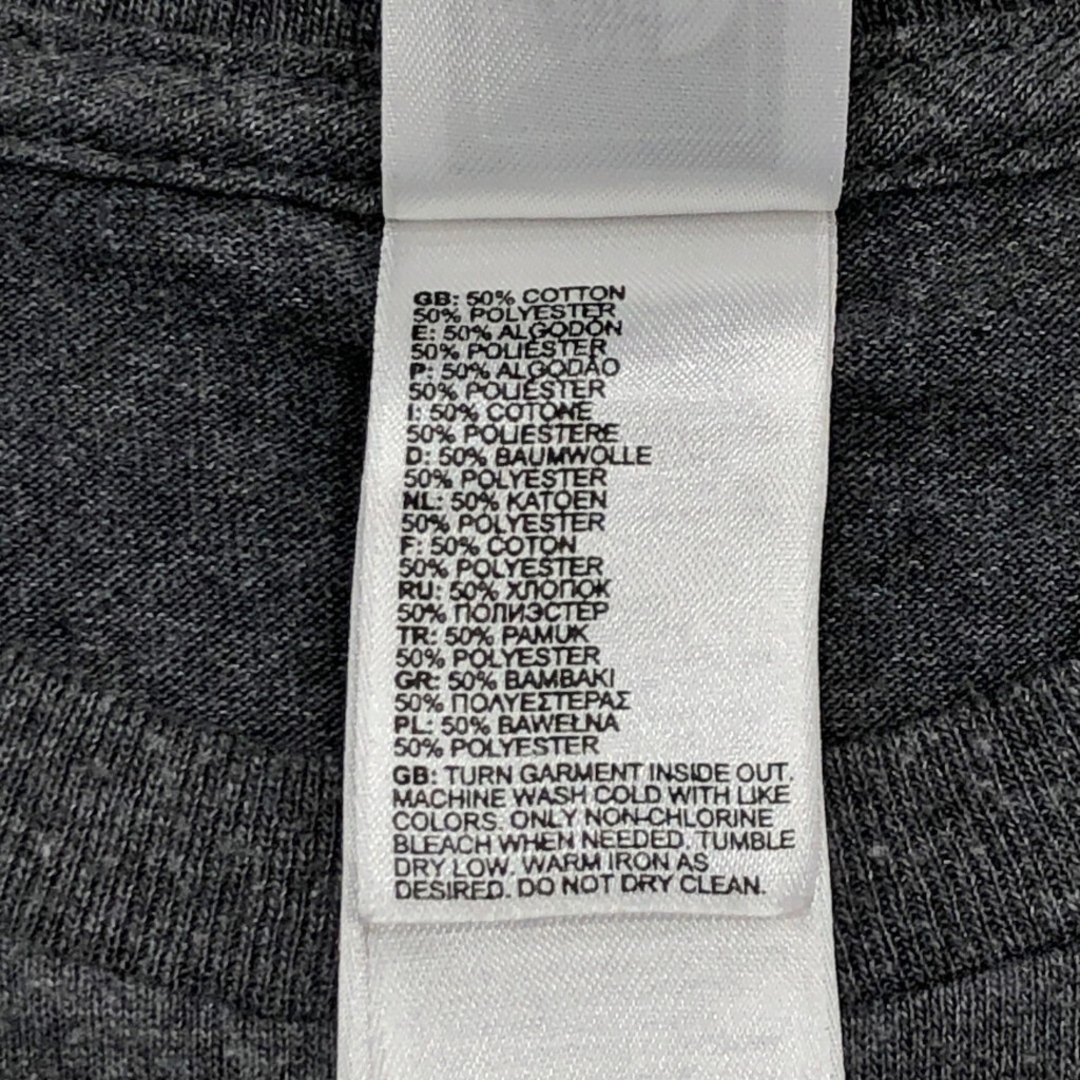 GB: 50% COTTON
50% POLYESTER
E: 50% ALGODÓN
50% POLIÉSTER
P: 50% ALGODÃO
50% POLIÉSTER
I: 50% COTONE
50% POLIESTERE
D: 50% BAUMWOLLE
50% POLYESTER
NL: 50% KATOEN
50% POLYESTER
F: 50% COTON
50% POLYESTER
RU: 50% ХЛОПОК
50% ПОЛИЭСТЕР
TR: 50% PAMUK
50% POLYESTER
GR: 50% ΒΑΜΒΑΚΙ
50% ΠΟΛΥΕΣΤΕΡΑΣ
PL: 50% BAWEŁNA
50% POLYESTER
GB: TURN GARMENT INSIDE OUT.
MACHINE WASH COLD WITH LIKE
COLORS. ONLY NON-CHLORINE
BLEACH WHEN NEEDED. TUMBLE
DRY LOW. WARM IRON AS
DESIRED. DO NOT DRY CLEAN.